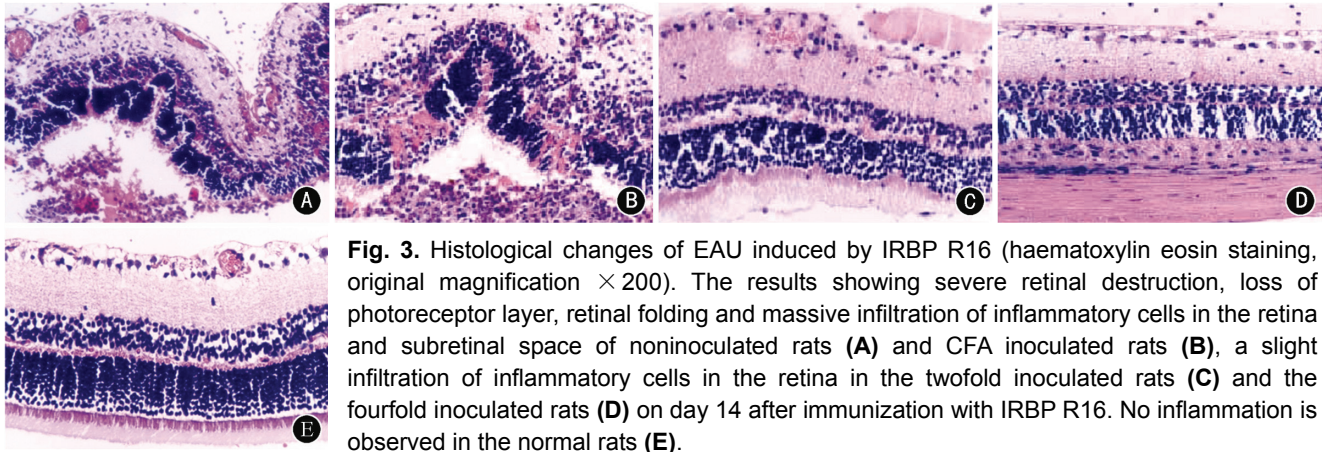 A
B
C
D
E
Fig. 3. Histological changes of EAU induced by IRBP R16 (haematoxylin eosin staining,
original magnification × 200). The results showing severe retinal destruction, loss of
photoreceptor layer, retinal folding and massive infiltration of inflammatory cells in the retina
and subretinal space of noninoculated rats (A) and CFA inoculated rats (B), a slight
infiltration of inflammatory cells in the retina in the twofold inoculated rats (C) and the
fourfold inoculated rats (D) on day 14 after immunization with IRBP R16. No inflammation is
observed in the normal rats (E).